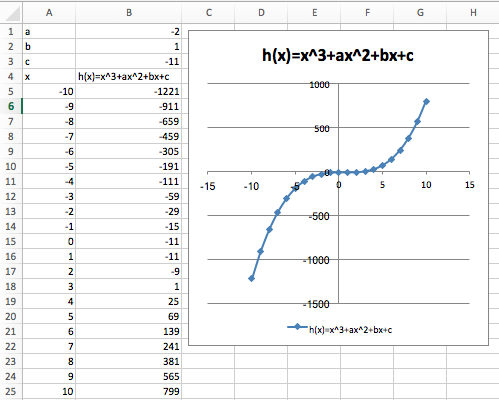 A B C D E F G H
1 a -2
2 b 1
3 c -11
4 x h(x)=x^3+ax^2+bx+c
5 -10 -1221
6 -9 -911
7 -8 -659
8 -7 -459
9 -6 -305
10 -5 -191
11 -4 -111
12 -3 -59
13 -2 -29
14 -1 -15
15 0 -11
16 1 -11
17 2 -9
18 3 1
19 4 25
20 5 69
21 6 139
22 7 241
23 8 381
24 9 565
25 10 799
h(x)=x^3+ax^2+bx+c
1000
500
0
-15 -10 -5 0 5 10 15
-500
-1000
-1500
h(x)=x^3+ax^2+bx+c